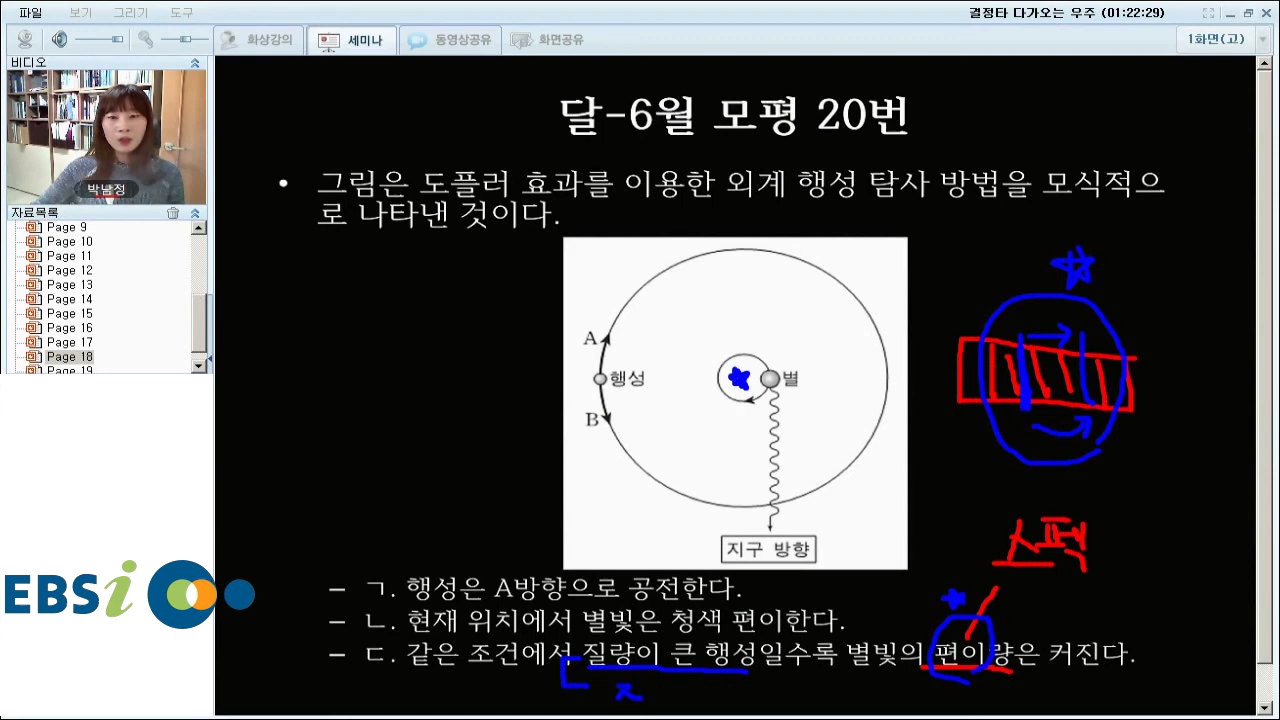 파일 보기 그리기 도구
결정타 다가오는 우주 (01:22:29)
화상강의 세미나 동영상공유 화면공유
1화면(고)
비디오
박남정
자료목록
Page 9
Page 10
Page 11
Page 12
Page 13
Page 14
Page 15
Page 16
Page 17
Page 18
Page 19
EBSi
달-6월 모평 20번
• 그림은 도플러 효과를 이용한 외계 행성 탐사 방법을 모식적으
로 나타낸 것이다.
A
행성
별
B
지구 방향
– ㄱ. 행성은 A방향으로 공전한다.
– ㄴ. 현재 위치에서 별빛은 청색 편이한다.
– ㄷ. 같은 조건에서 질량이 큰 행성일수록 별빛의 편이량은 커진다.